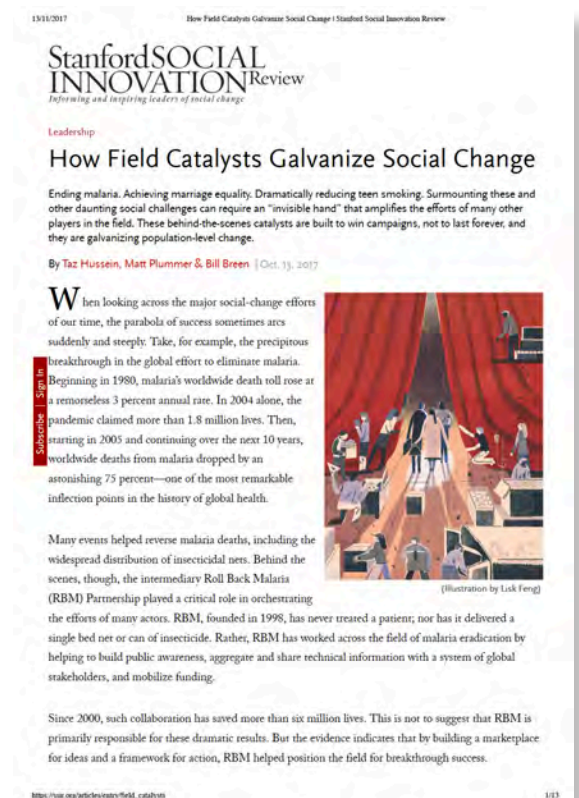 13/11/2017
How Field Catalysts Galvanize Social Change | Stanford Social Innovation Review
StanfordSOCIAL
INNOVATIONReview
Informing and inspiring leaders of social change
Leadership
How Field Catalysts Galvanize Social Change
Ending malaria. Achieving marriage equality. Dramatically reducing teen smoking. Surmounting these and
other daunting social challenges can require an “invisible hand” that amplifies the efforts of many other
players in the field. These behind-the-scenes catalysts are built to win campaigns, not to last forever, and
they are galvanizing population-level change.
By Taz Hussein, Matt Plummer & Bill Breen | Oct. 13, 2017
When looking across the major social-change efforts
of our time, the parabola of success sometimes arcs
suddenly and steeply. Take, for example, the precipitous
breakthrough in the global effort to eliminate malaria.
Beginning in 1980, malaria’s worldwide death toll rose at
a remorseless 3 percent annual rate. In 2004 alone, the
pandemic claimed more than 1.8 million lives. Then,
starting in 2005 and continuing over the next 10 years,
worldwide deaths from malaria dropped by an
astonishing 75 percent—one of the most remarkable
inflection points in the history of global health.
Subscribe | Sign In
Many events helped reverse malaria deaths, including the
widespread distribution of insecticidal nets. Behind the
scenes, though, the intermediary Roll Back Malaria
(Illustration by Lisk Feng)
(RBM) Partnership played a critical role in orchestrating
the efforts of many actors. RBM, founded in 1998, has never treated a patient; nor has it delivered a
single bed net or can of insecticide. Rather, RBM has worked across the field of malaria eradication by
helping to build public awareness, aggregate and share technical information with a system of global
stakeholders, and mobilize funding.
Since 2000, such collaboration has saved more than six million lives. This is not to suggest that RBM is
primarily responsible for these dramatic results. But the evidence indicates that by building a marketplace
for ideas and a framework for action, RBM helped position the field for breakthrough success.
https://ssir.org/articles/entry/field_catalysts
1/13